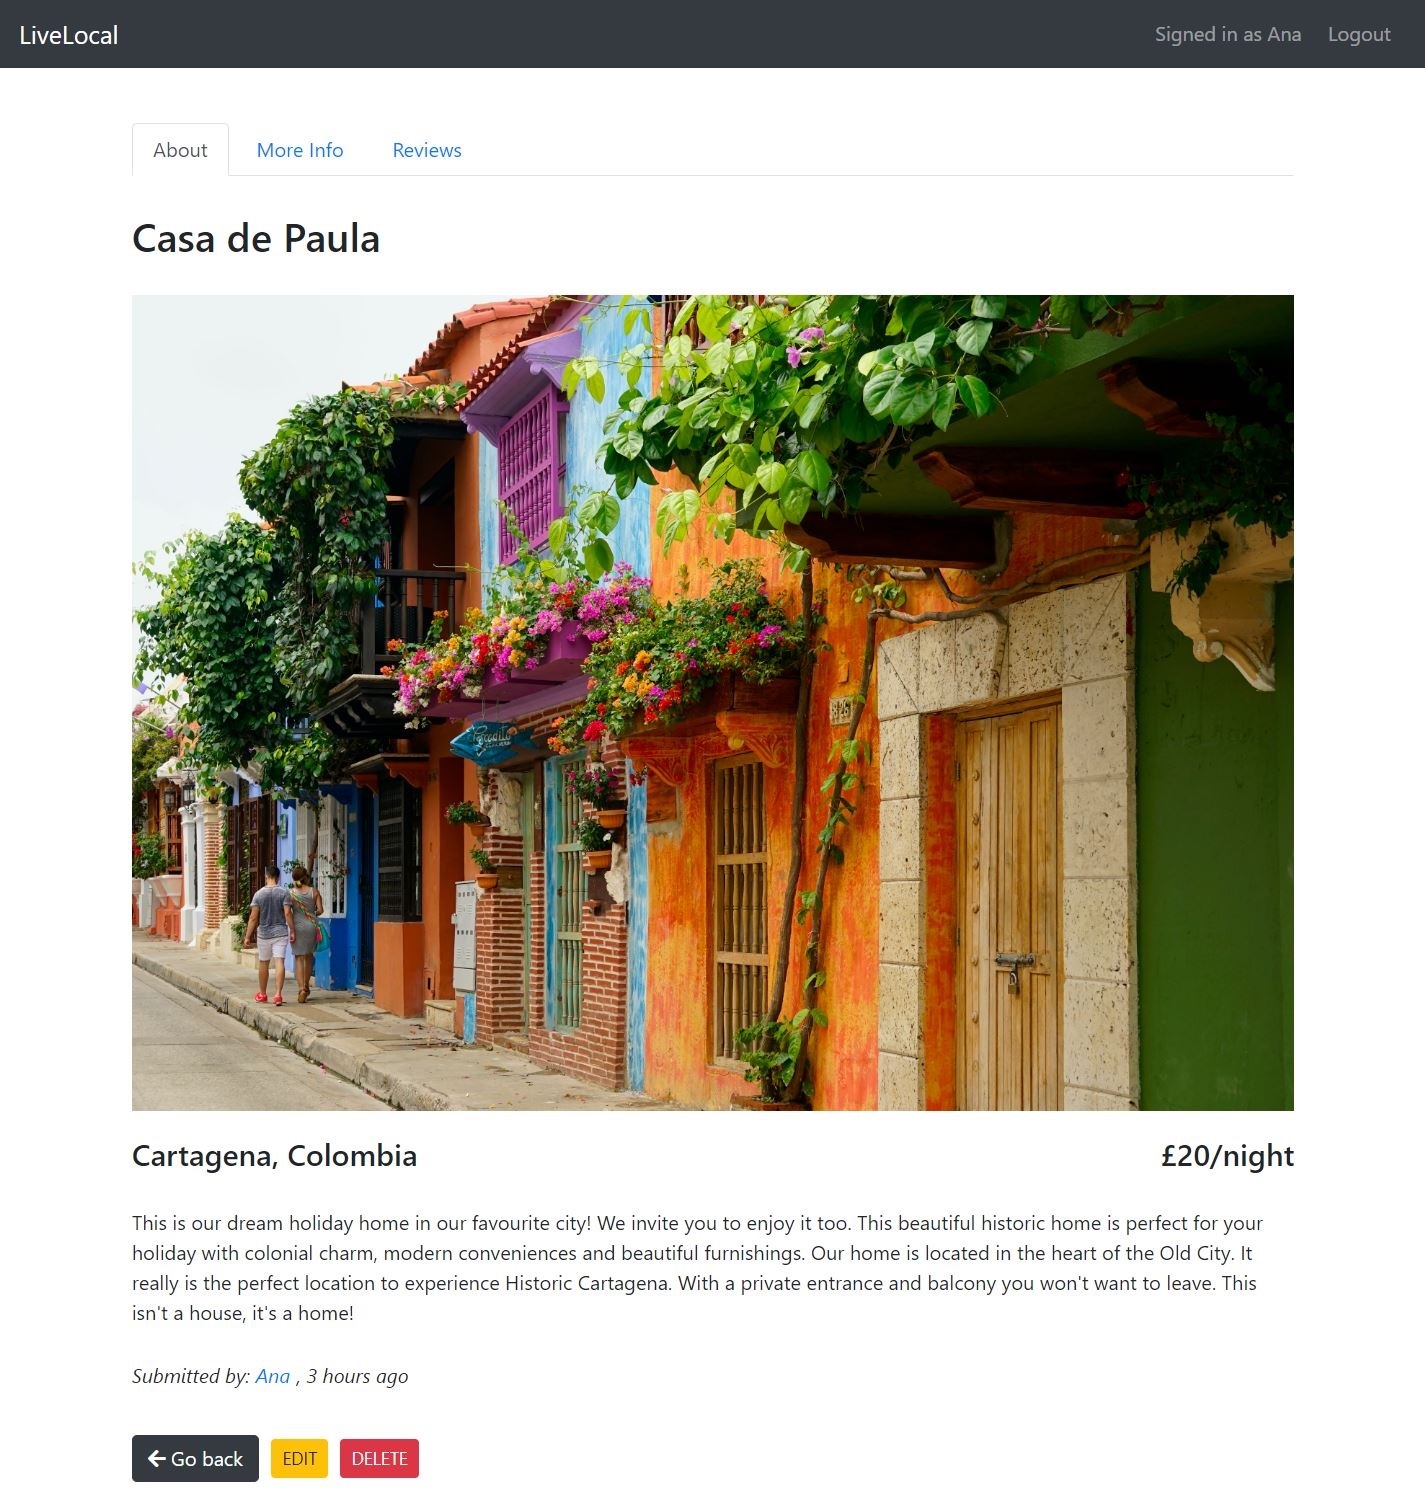 LiveLocal
Signed in as Ana Logout
About More Info Reviews
Casa de Paula
Cartagena, Colombia £20/night
This is our dream holiday home in our favourite city! We invite you to enjoy it too. This beautiful historic home is perfect for your
holiday with colonial charm, modern conveniences and beautiful furnishings. Our home is located in the heart of the Old City. It
really is the perfect location to experience Historic Cartagena. With a private entrance and balcony you won't want to leave. This
isn't a house, it's a home!
Submitted by: Ana , 3 hours ago
Go back EDIT DELETE